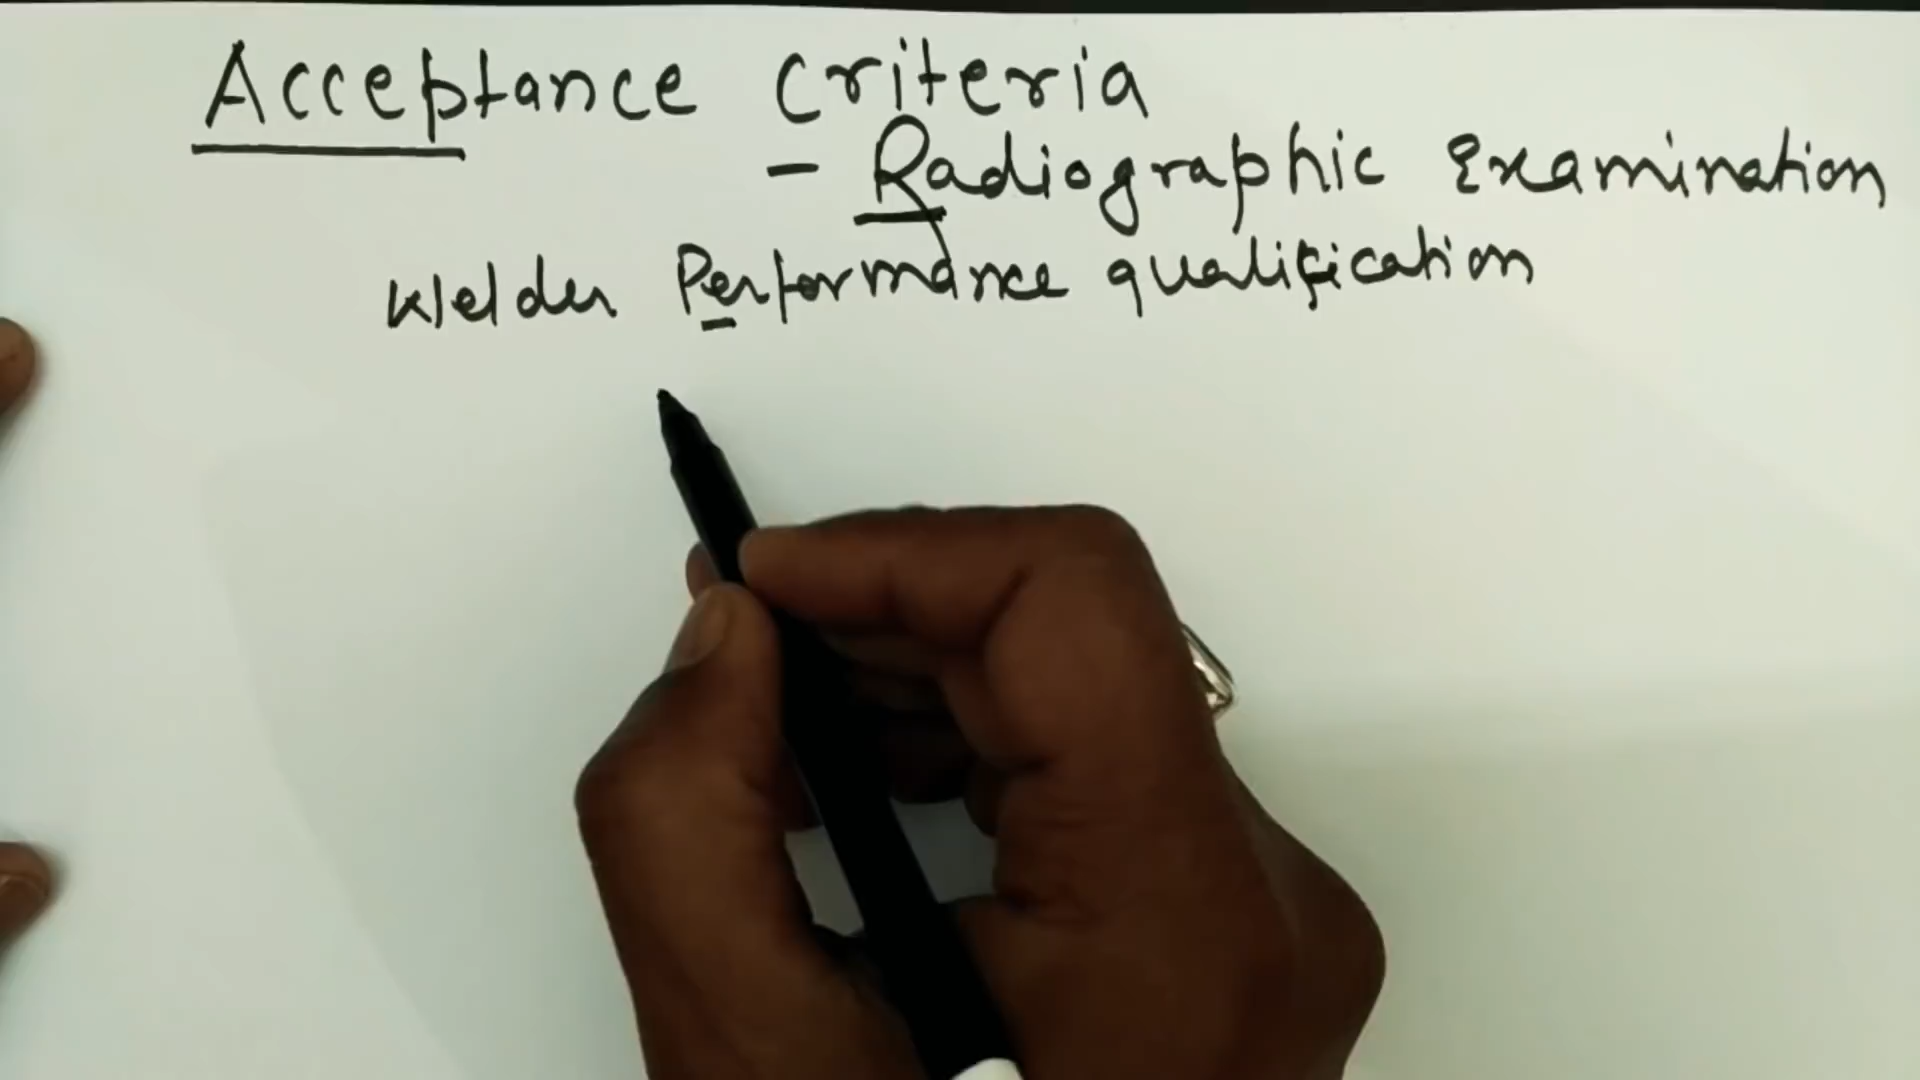 Acceptance criteria
- Radiographic Examination
Welder Performance qualification